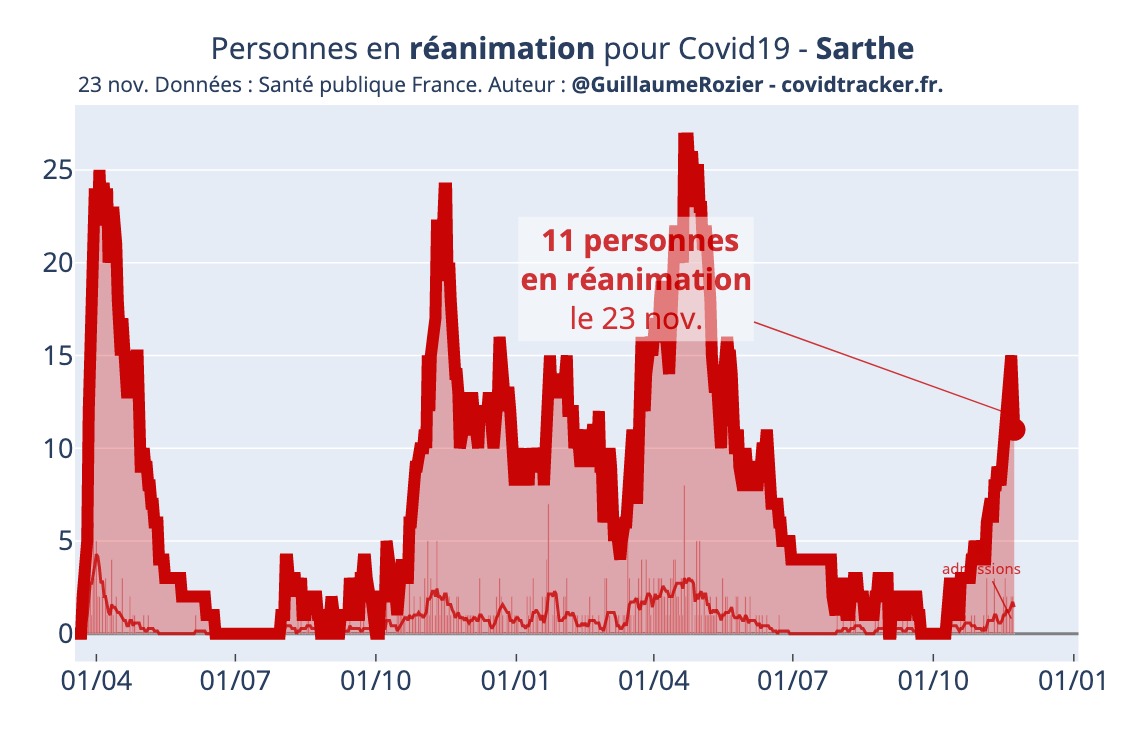 Personnes en réanimation pour Covid19 - Sarthe
23 nov. Données : Santé publique France. Auteur : @GuillaumeRozier - covidtracker.fr.
25
20
15
10
5
0
11 personnes
en réanimation
le 23 nov.
admissions
01/04
01/07
01/10
01/01
01/04
01/07
01/10
01/01